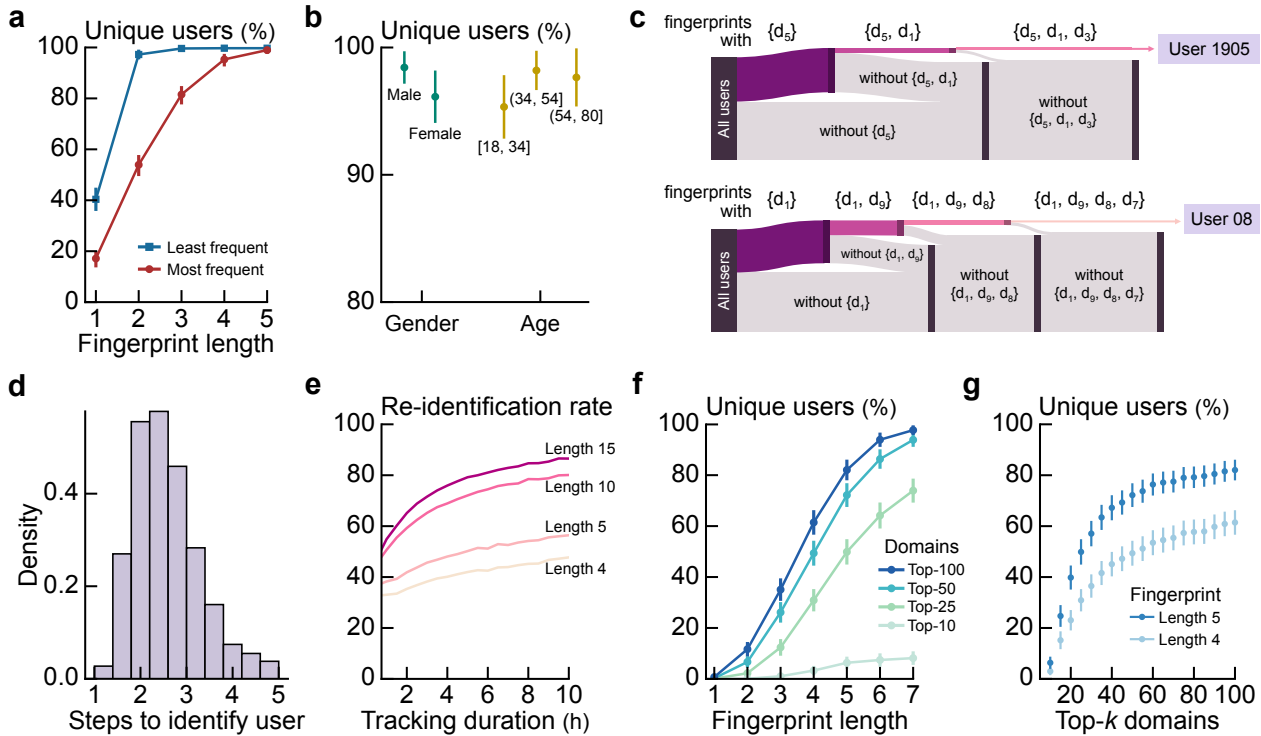 a
Unique users (%)
100
80
60
40
20
0
Least frequent
Most frequent
1 2 3 4 5
Fingerprint length
b
Unique users (%)
100
90
80
Male
Female
[18, 34]
(34, 54]
(54, 80]
Gender
Age
c
fingerprints with
{d₅}
{d₅, d₁}
{d₅, d₁, d₃}
User 1905
All users
without {d₅, d₁}
without {d₅}
without
{d₅, d₁, d₃}
fingerprints with
{d₁}
{d₁, d₉}
{d₁, d₉, d₈}
{d₁, d₉, d₈, d₇}
User 08
All users
without {d₁, d₉}
without {d₁}
without
{d₁, d₉, d₈}
without
{d₁, d₉, d₈, d₇}
d
Density
0.4
0.2
0.0
1 2 3 4 5
Steps to identify user
e
Re-identification rate
100
80
60
40
20
0
Length 15
Length 10
Length 5
Length 4
2 4 6 8 10
Tracking duration (h)
f
Unique users (%)
100
80
60
40
20
0
Domains
Top-100
Top-50
Top-25
Top-10
1 2 3 4 5 6 7
Fingerprint length
g
Unique users (%)
100
80
60
40
20
0
Fingerprint
Length 5
Length 4
20 40 60 80 100
Top-k domains